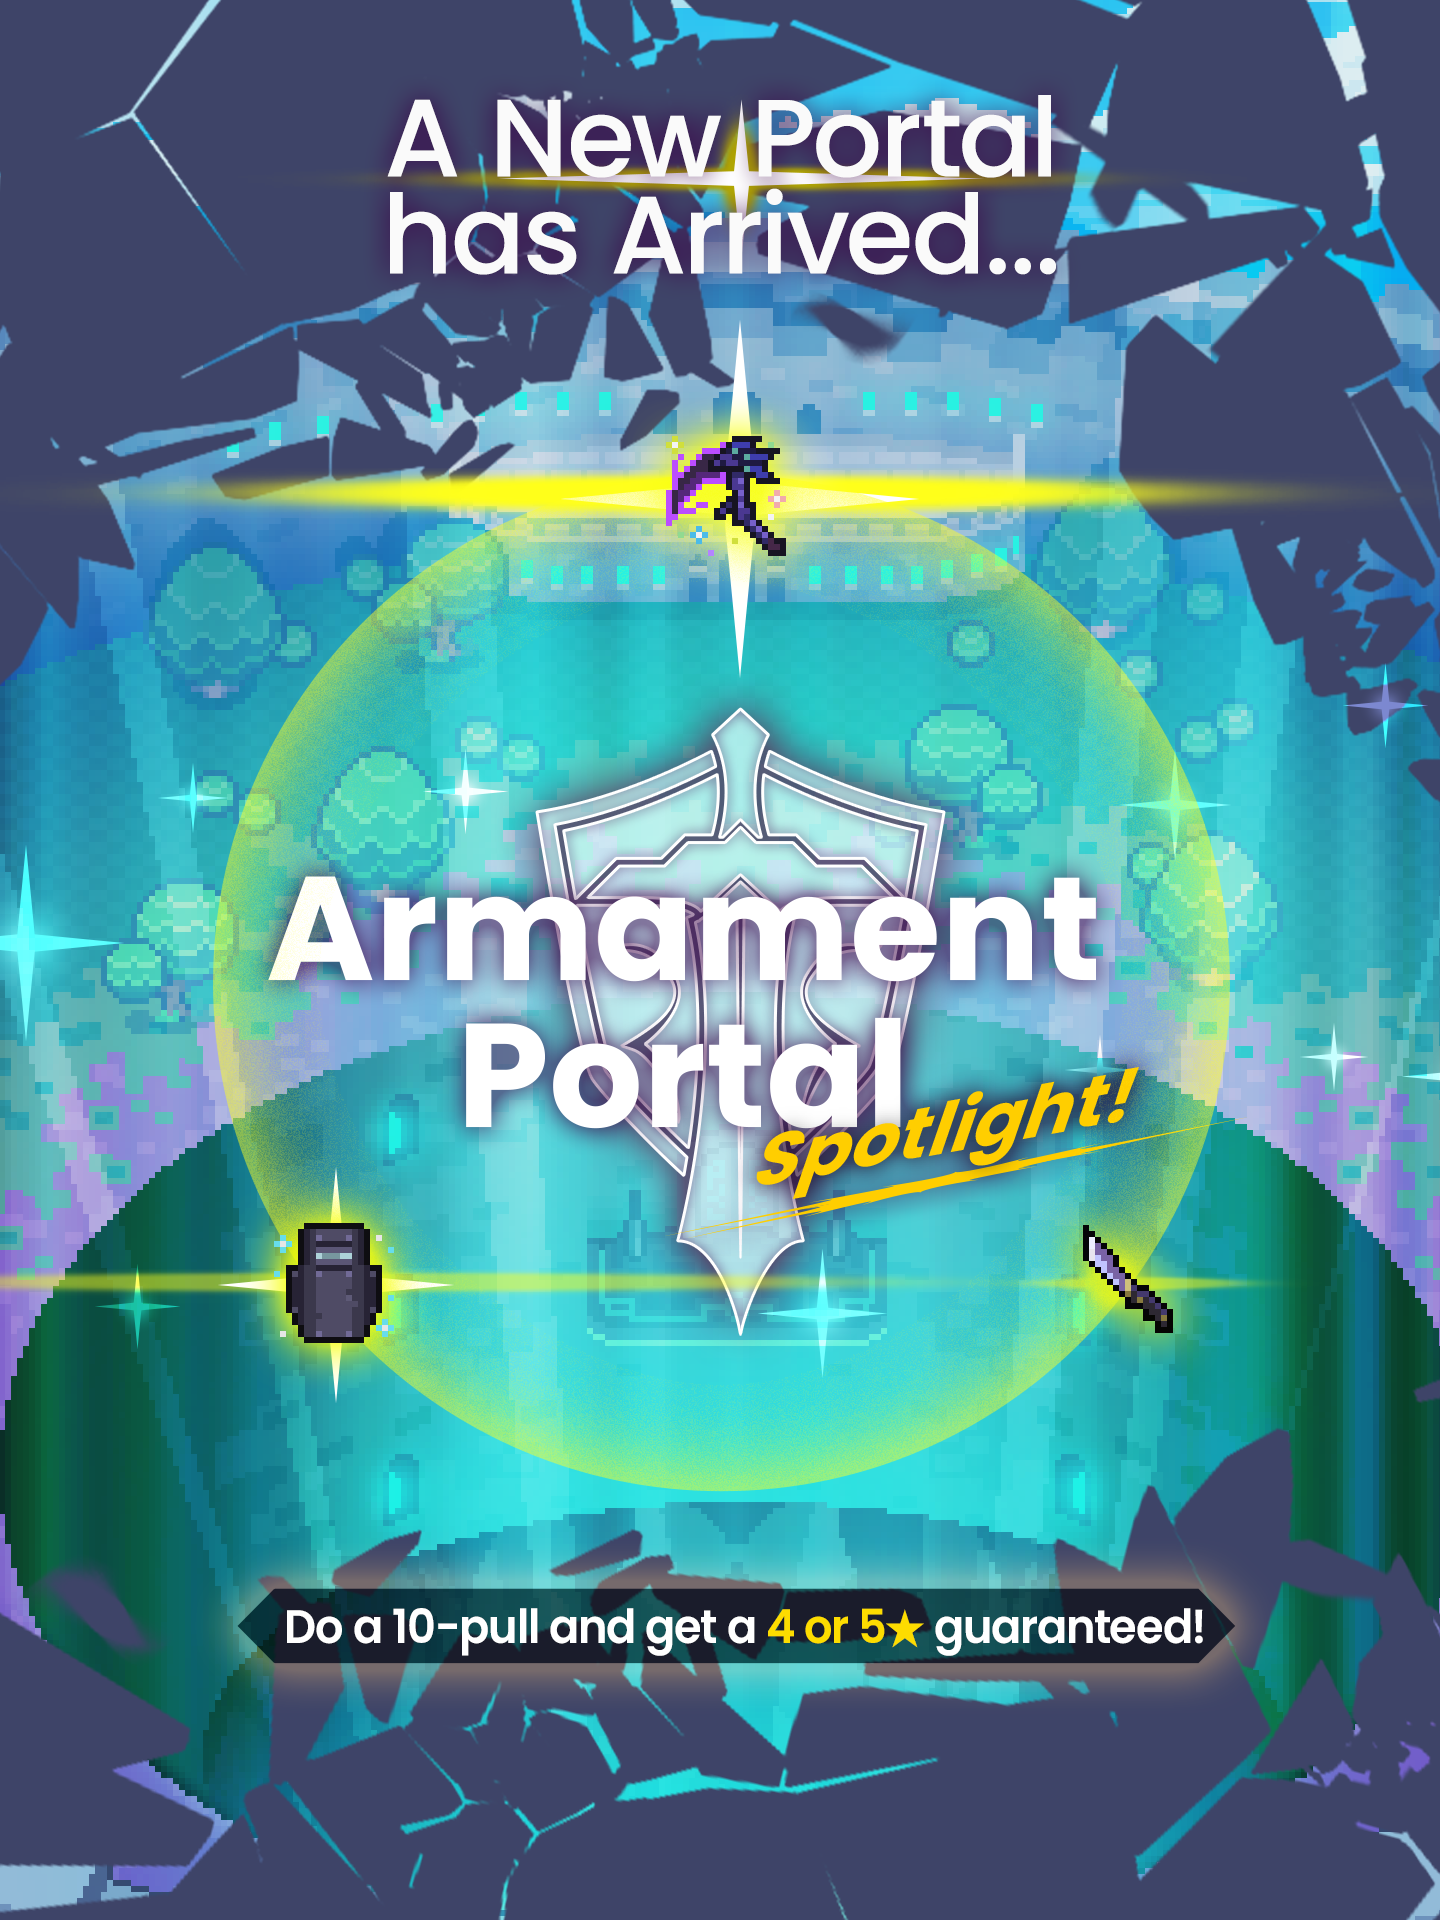 A New Portal
has Arrived...
Armament
Portal
Spotlight!
Do a 10-pull and get a 4 or 5★ guaranteed!